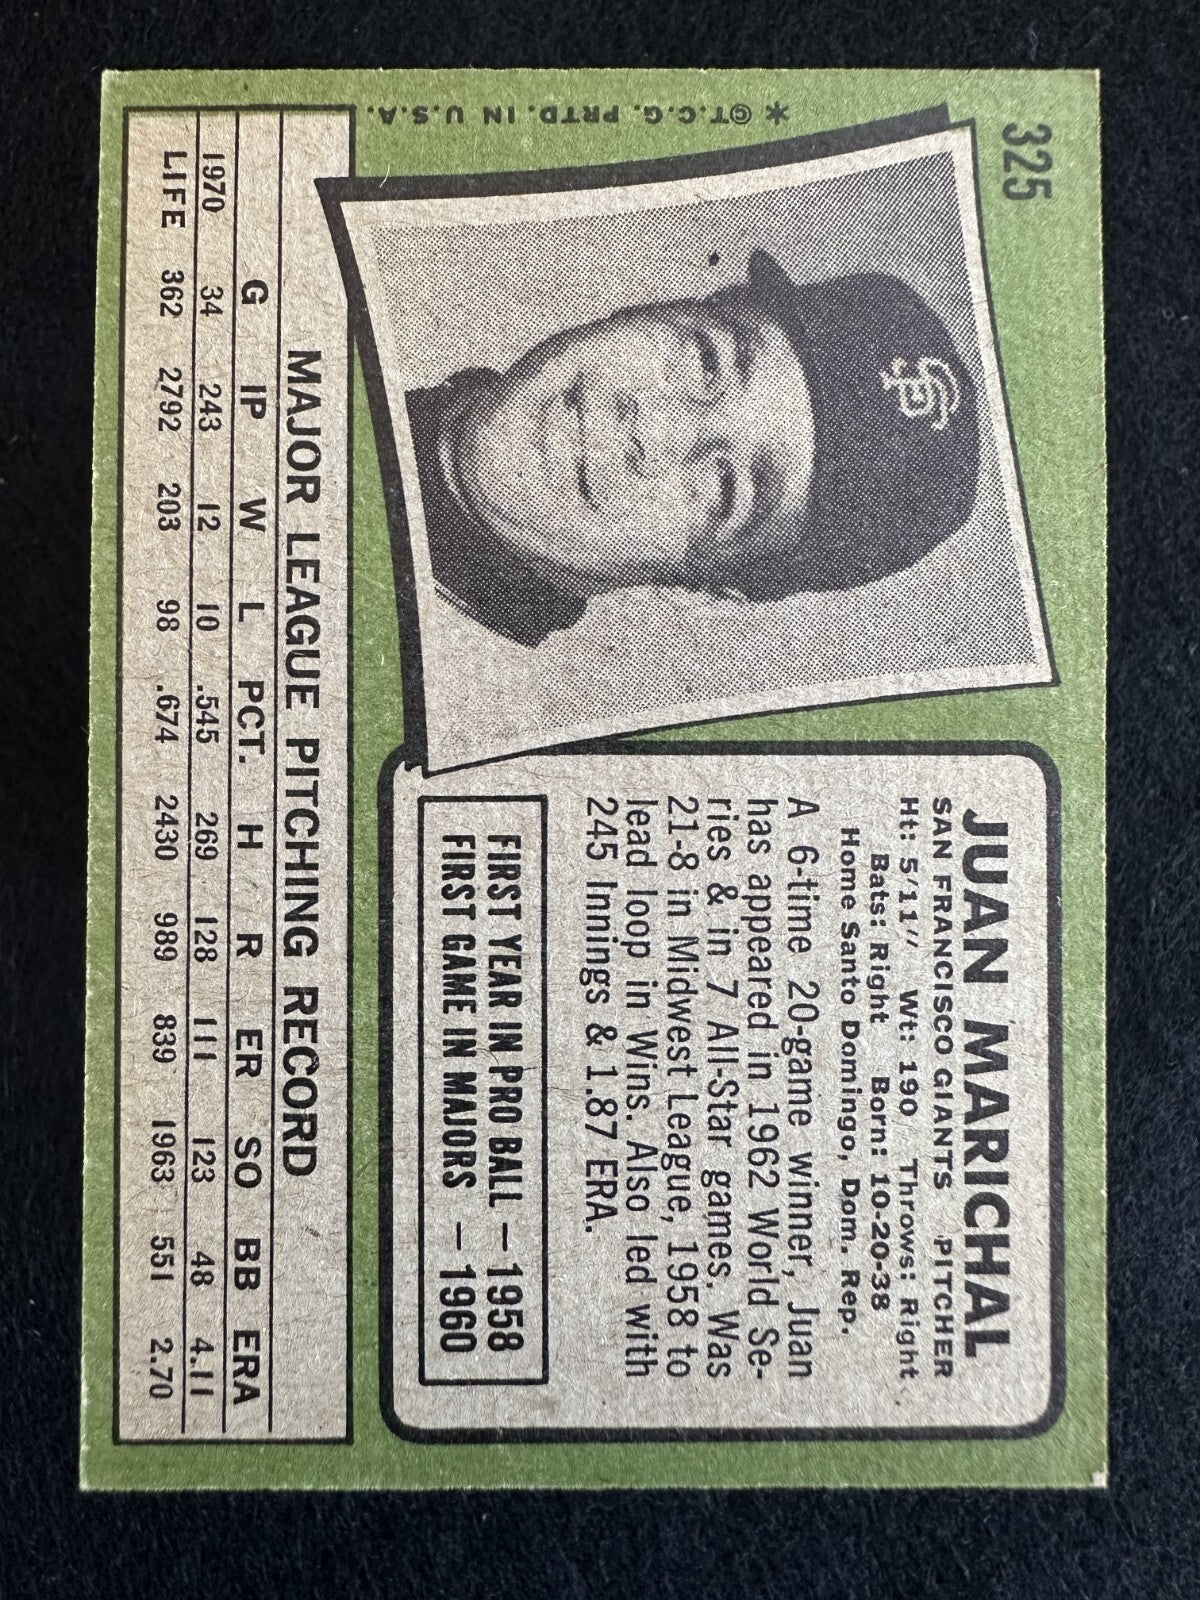 325
JUAN MARICHAL
SAN FRANCISCO GIANTS PITCHER
Ht: 5/11" Wt: 190 Throws: Right
Bats: Right Born: 10-20-38
Home Santo Domingo, Dom. Rep.
A 6-time 20-game winner, Juan
has appeared in 1962 World Se-
ries & in 7 All-Star games. Was
21-8 in Midwest League, 1958 to
lead loop in Wins. Also led with
245 Innings & 1.87 ERA.
FIRST YEAR IN PRO BALL — 1958
FIRST GAME IN MAJORS — 1960
SF
* ©T.C.G. PRTD. IN U.S.A.
MAJOR LEAGUE PITCHING RECORD
G IP W L PCT. H R ER SO BB ERA
1970 34 243 12 10 .545 269 128 111 123 48 4.11
LIFE 362 2792 203 98 .674 2430 989 839 1963 551 2.70